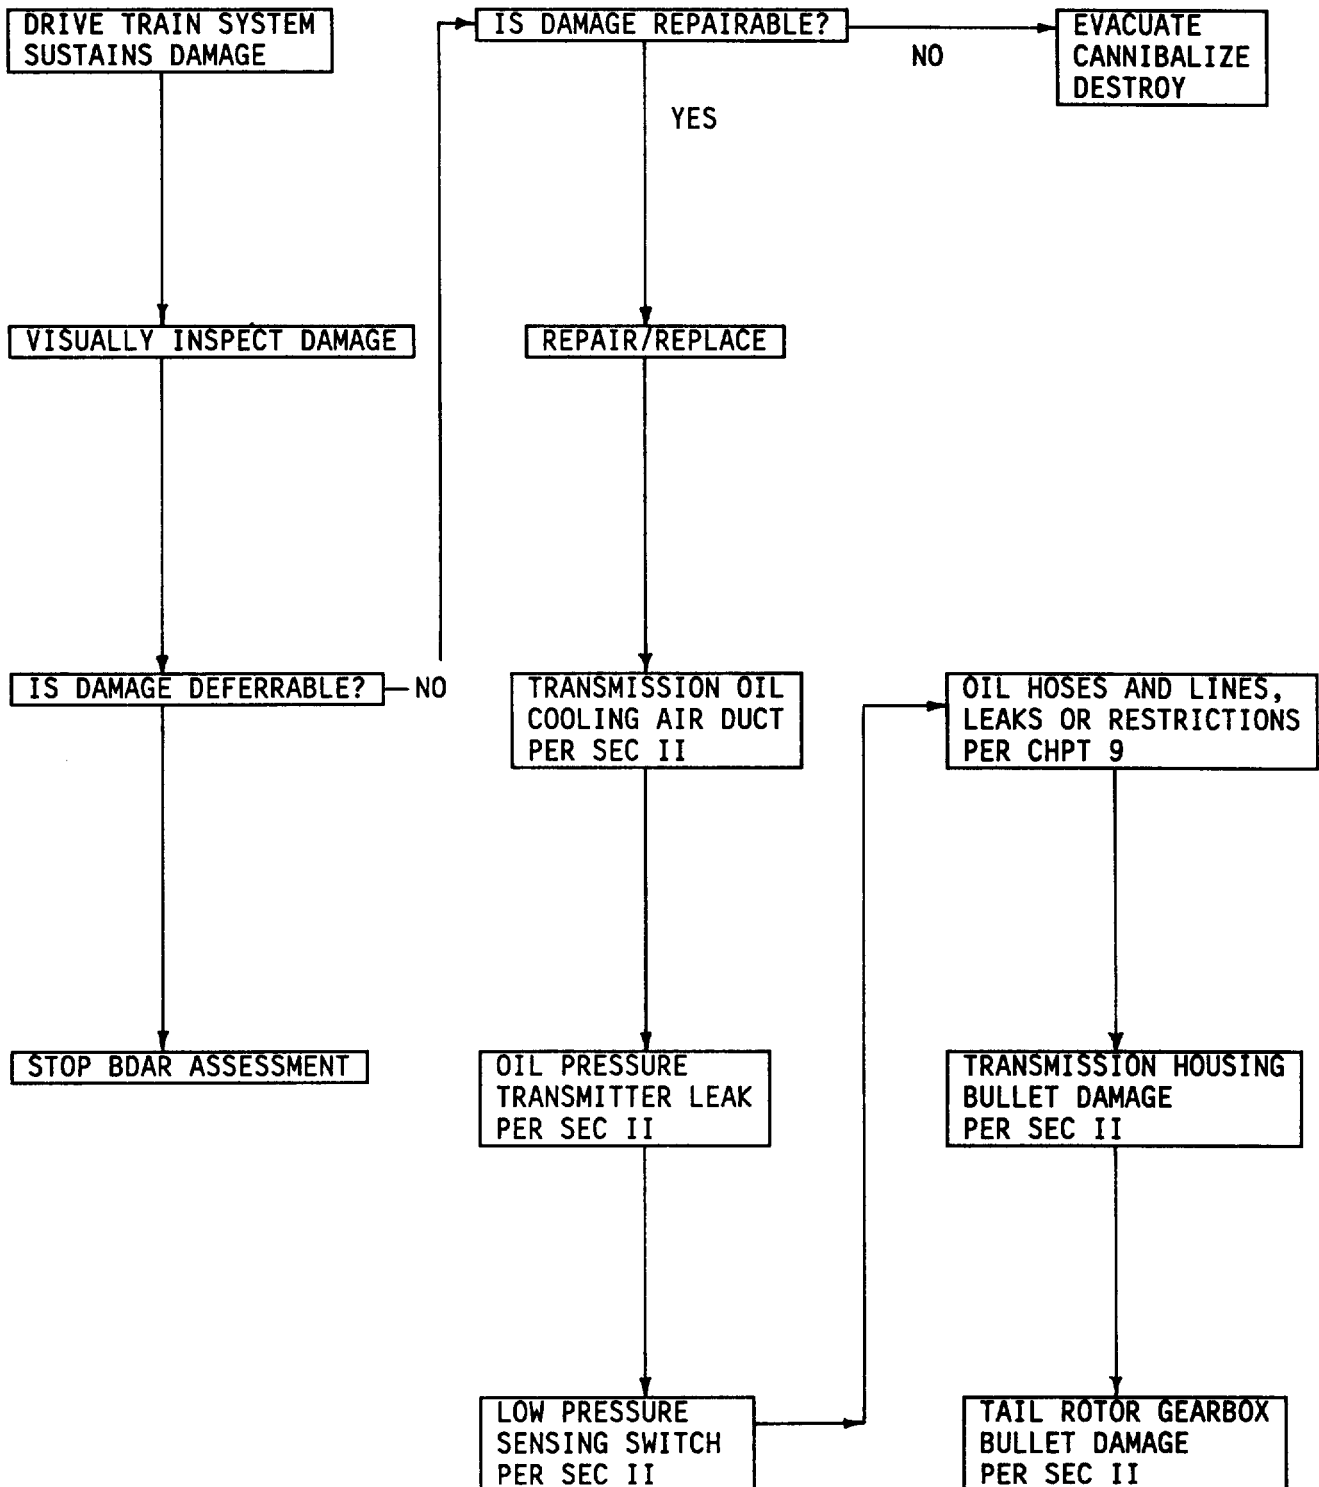 DRIVE TRAIN SYSTEM
SUSTAINS DAMAGE
VISUALLY INSPECT DAMAGE
IS DAMAGE DEFERRABLE?
NO
STOP BDAR ASSESSMENT
IS DAMAGE REPAIRABLE?
NO
EVACUATE
CANNIBALIZE
DESTROY
YES
REPAIR/REPLACE
TRANSMISSION OIL
COOLING AIR DUCT
PER SEC II
OIL PRESSURE
TRANSMITTER LEAK
PER SEC II
LOW PRESSURE
SENSING SWITCH
PER SEC II
OIL HOSES AND LINES,
LEAKS OR RESTRICTIONS
PER CHPT 9
TRANSMISSION HOUSING
BULLET DAMAGE
PER SEC II
TAIL ROTOR GEARBOX
BULLET DAMAGE
PER SEC II